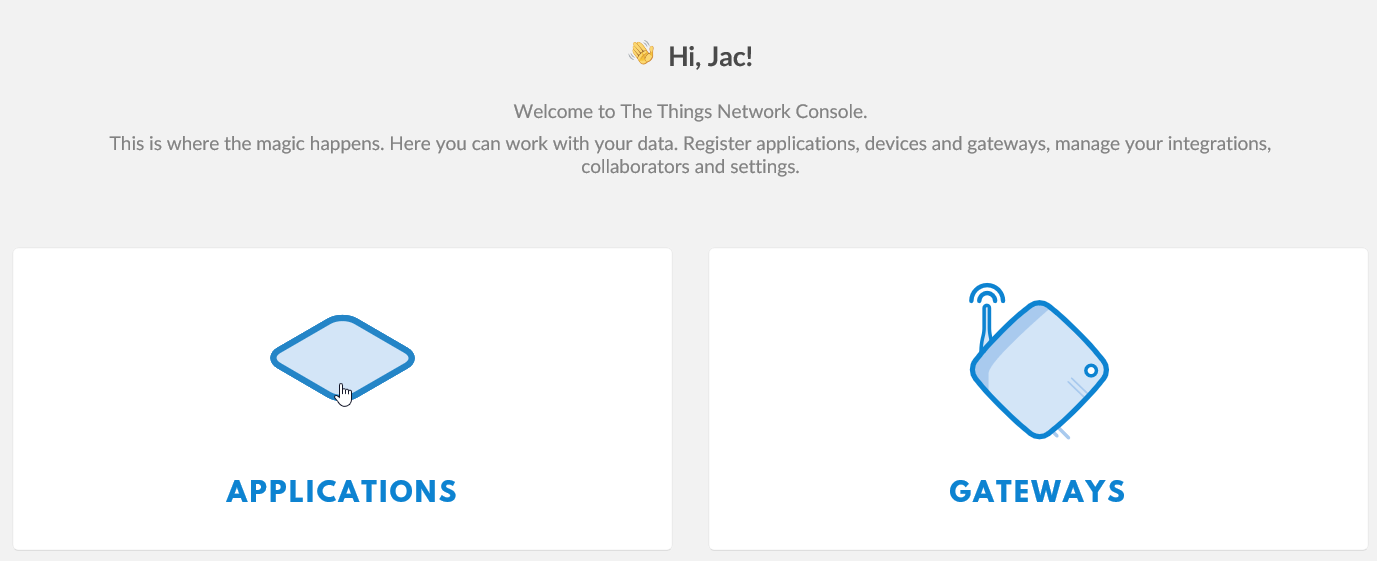 Hi, Jac!
Welcome to The Things Network Console.
This is where the magic happens. Here you can work with your data. Register applications, devices and gateways, manage your integrations,
collaborators and settings.
APPLICATIONS
GATEWAYS